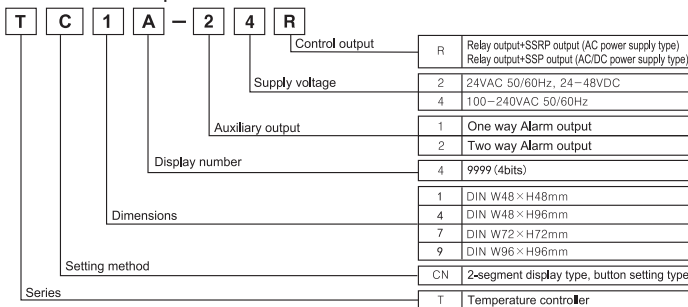 T C 1 A - 2 4 R
Control output
R Relay output+SSRP output (AC power supply type)
Relay output+SSP output (AC/DC power supply type)
Supply voltage
2 24VAC 50/60Hz, 24-48VDC
4 100-240VAC 50/60Hz
Auxiliary output
1 One way Alarm output
2 Two way Alarm output
Display number
4 9999 (4bits)
Dimensions
1 DIN W48×H48mm
4 DIN W48×H96mm
7 DIN W72×H72mm
9 DIN W96×H96mm
Setting method
CN 2-segment display type, button setting type
Series
T Temperature controller